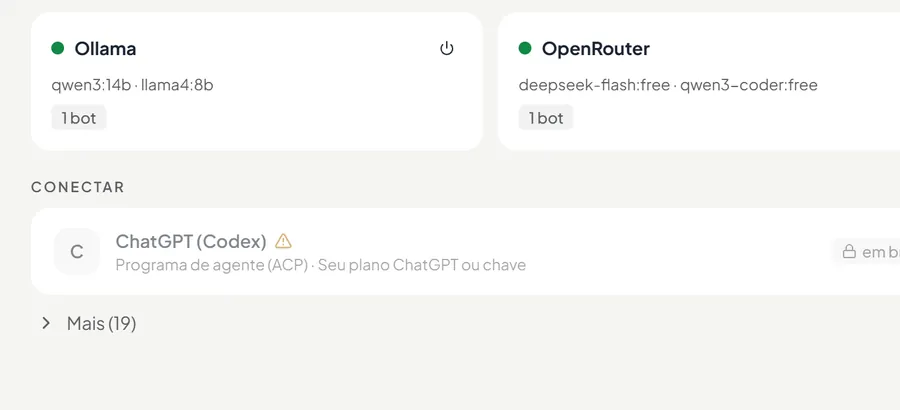 Ollama
qwen3:14b · llama4:8b
1 bot
OpenRouter
deepseek-flash:free · qwen3-coder:free
1 bot
CONECTAR
C
ChatGPT (Codex)
Programa de agente (ACP) · Seu plano ChatGPT ou chave
em
Mais (19)